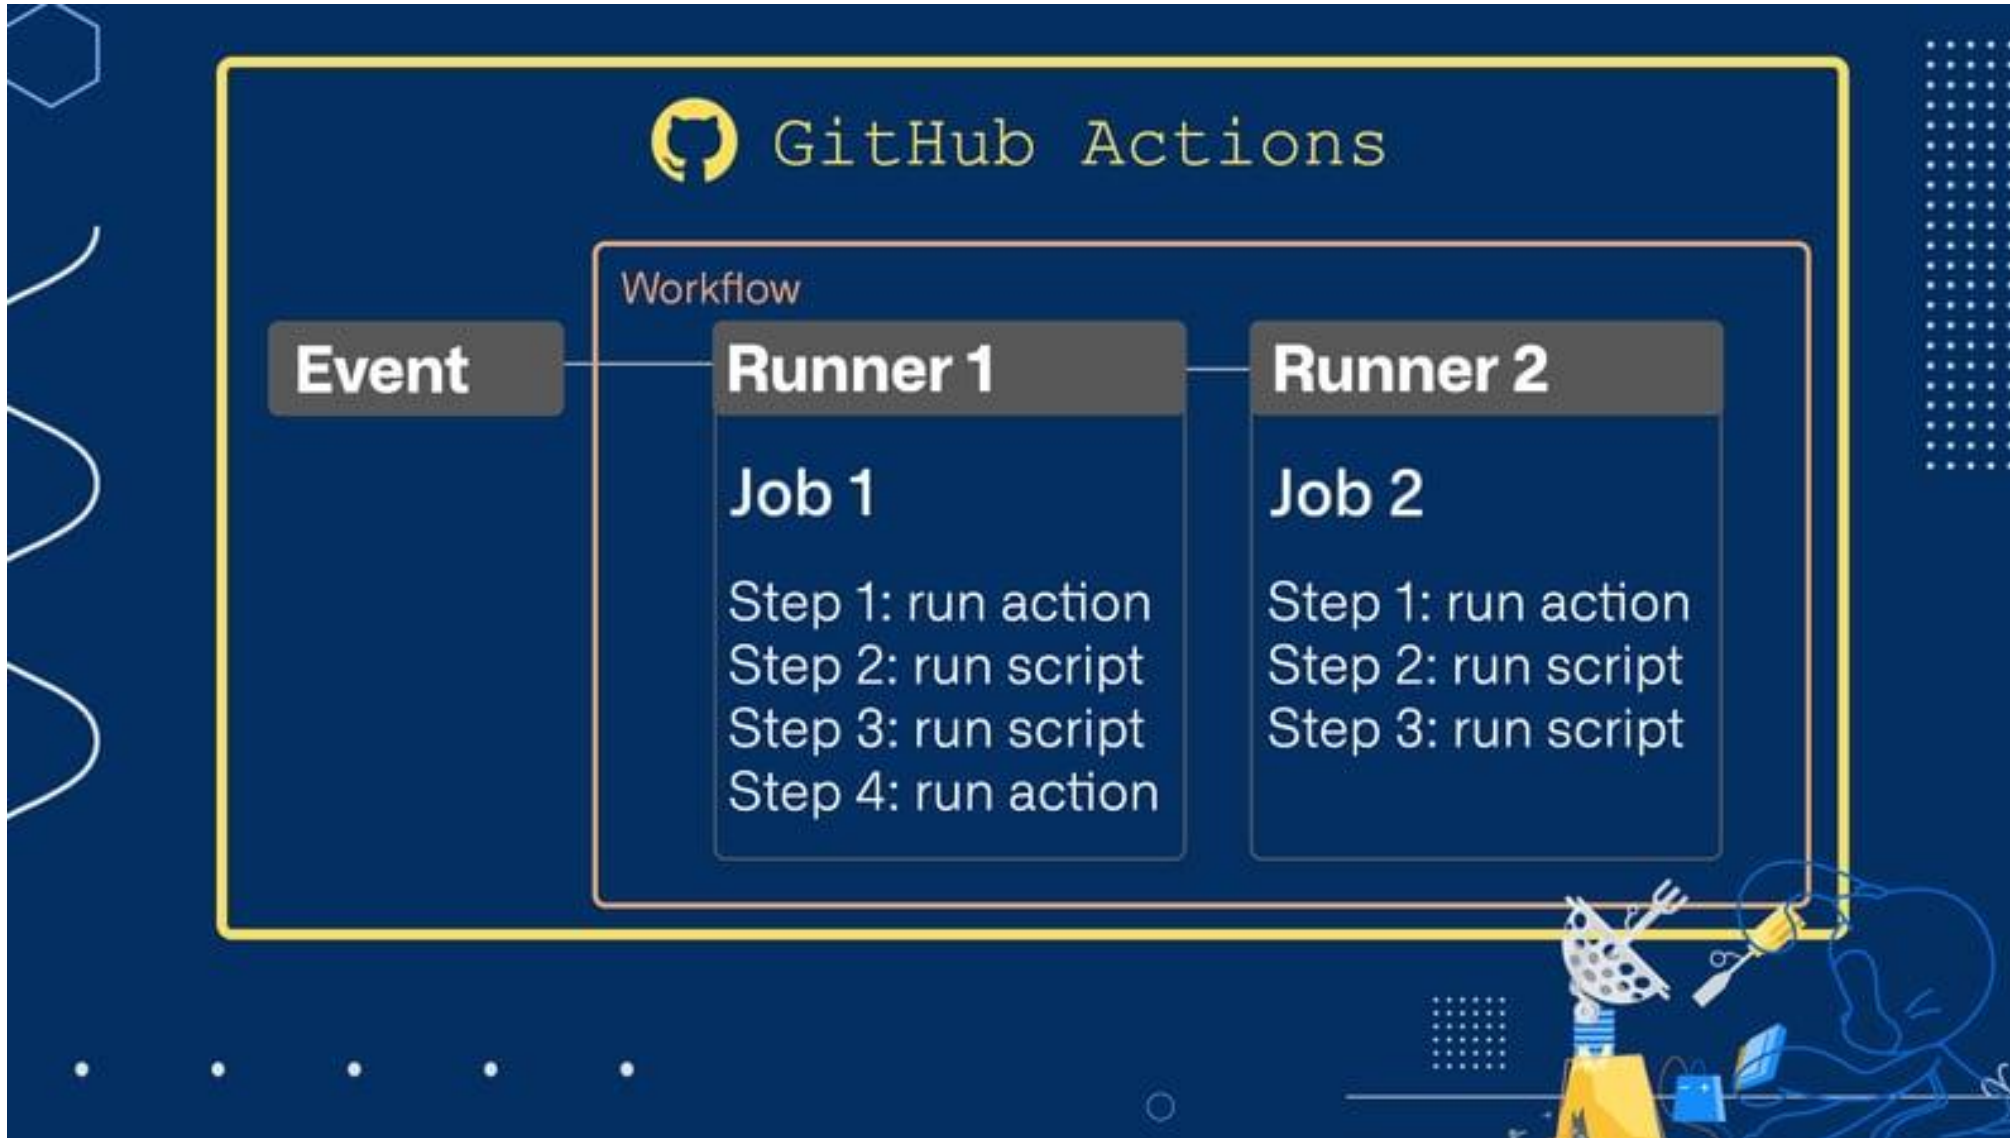 GitHub Actions
Workflow
Event
Runner 1
Job 1
Step 1: run action
Step 2: run script
Step 3: run script
Step 4: run action
Runner 2
Job 2
Step 1: run action
Step 2: run script
Step 3: run script